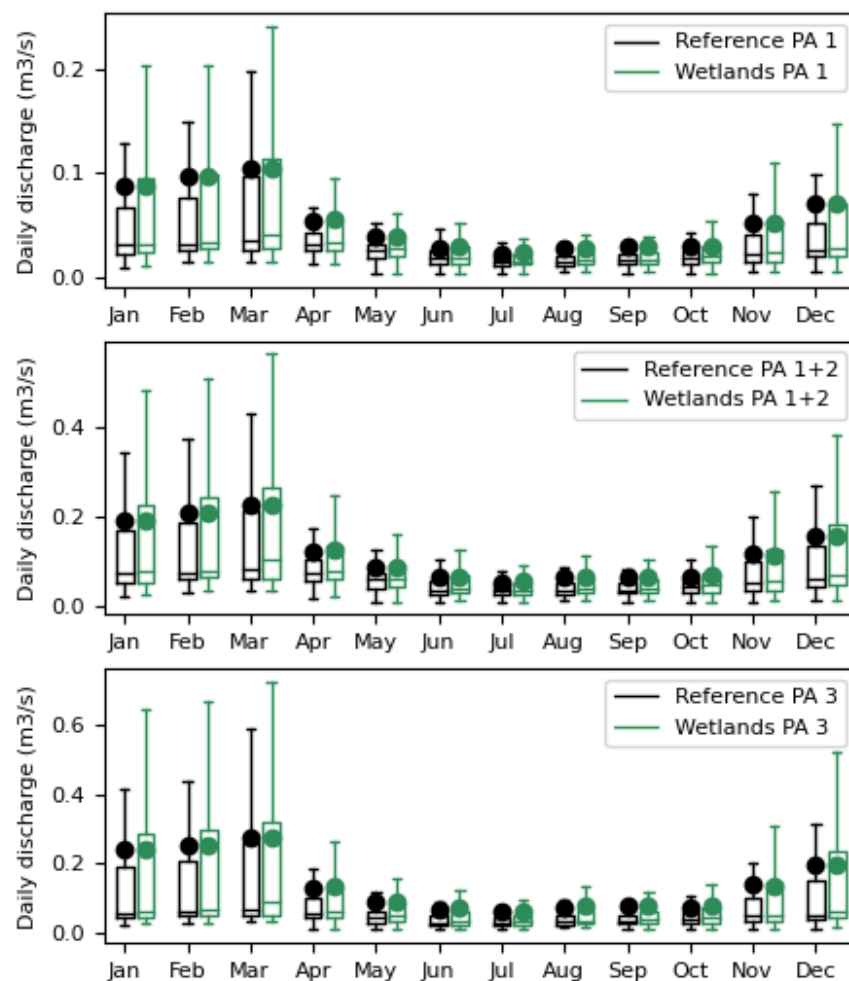 Daily discharge (m3/s)
0.2
0.1
0.0
Reference PA 1
Wetlands PA 1
Jan Feb Mar Apr May Jun Jul Aug Sep Oct Nov Dec
Daily discharge (m3/s)
0.4
0.2
0.0
Reference PA 1+2
Wetlands PA 1+2
Jan Feb Mar Apr May Jun Jul Aug Sep Oct Nov Dec
Daily discharge (m3/s)
0.6
0.4
0.2
0.0
Reference PA 3
Wetlands PA 3
Jan Feb Mar Apr May Jun Jul Aug Sep Oct Nov Dec